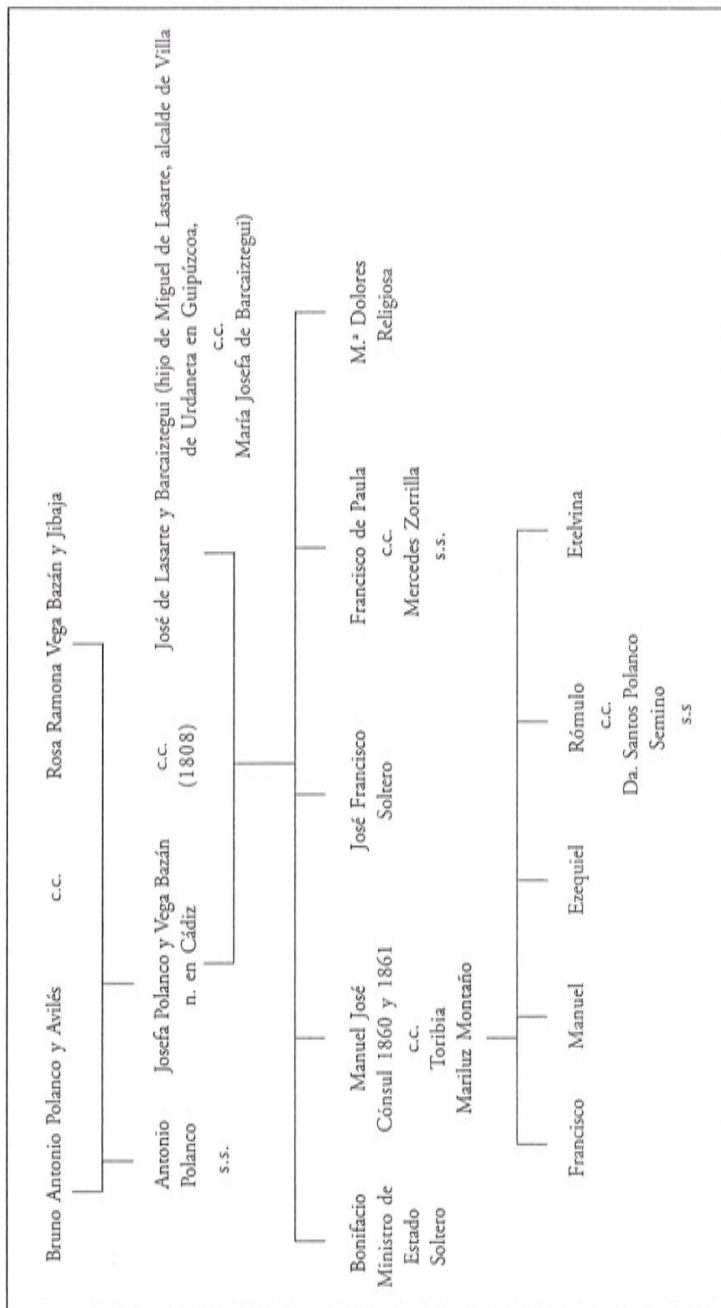 Bruno Antonio Polanco y Avilés c.c. Rosa Ramona Vega Bazán y Jibaja
Antonio
Polanco
s.s.
Josefa Polanco y Vega Bazán
n. en Cádiz
c.c.
(1808)
José de Lasarte y Barcaiztegui (hijo de Miguel de Lasarte, alcalde de Villa
de Urdaneta en Guipúzcoa,
c.c.
María Josefa de Barcaiztegui)
Bonifacio
Ministro de
Estado
Soltero
Manuel José
Cónsul 1860 y 1861
c.c.
Toribia
Mariluz Montaño
José Francisco
Soltero
Francisco de Paula
c.c.
Mercedes Zorrilla
s.s.
M.ª Dolores
Religiosa
Francisco
Manuel
Ezequiel
Rómulo
c.c.
Da. Santos Polanco
Semino
s.s
Etelvina